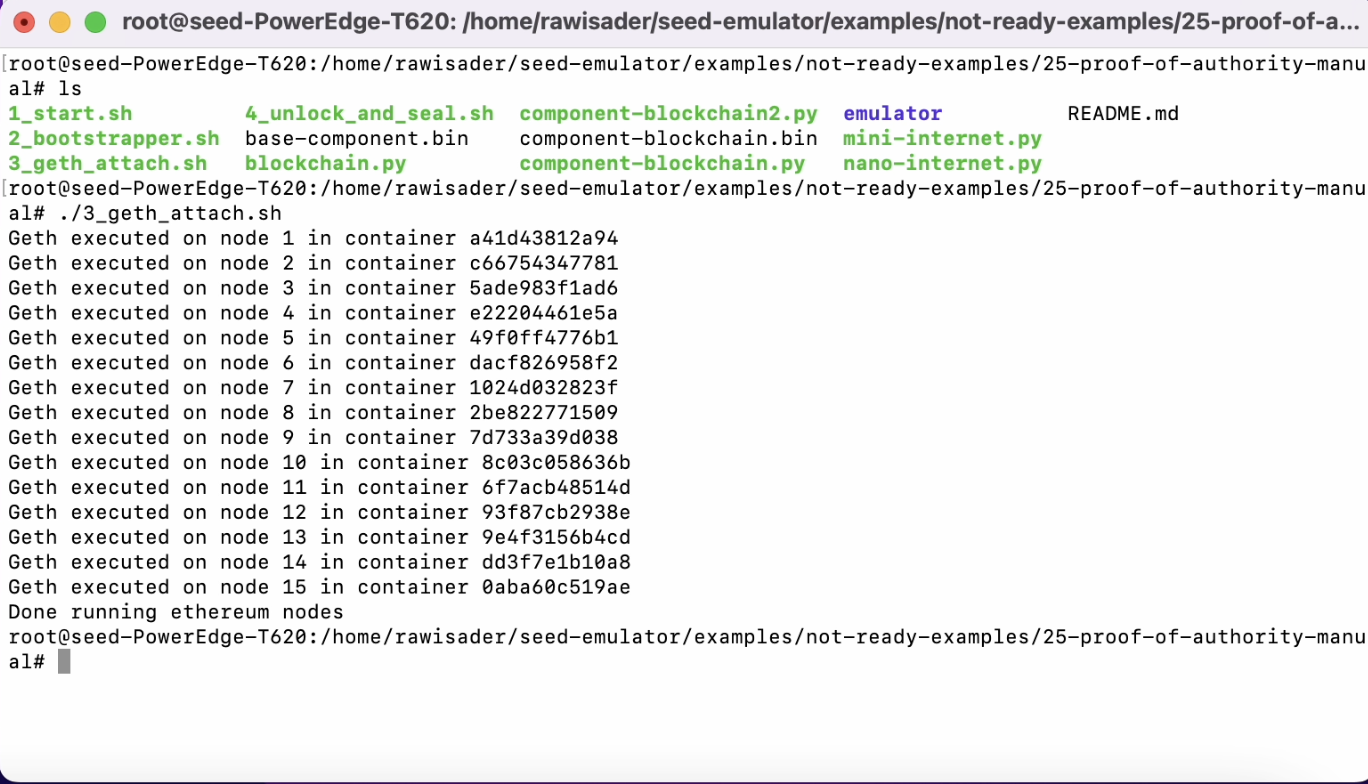 root@seed-PowerEdge-T620: /home/rawisader/seed-emulator/examples/not-ready-examples/25-proof-of-a...
[root@seed-PowerEdge-T620:/home/rawisader/seed-emulator/examples/not-ready-examples/25-proof-of-authority-manu
al# ls
1_start.sh 4_unlock_and_seal.sh component-blockchain2.py emulator README.md
2_bootstrapper.sh base-component.bin component-blockchain.bin mini-internet.py
3_geth_attach.sh blockchain.py component-blockchain.py nano-internet.py
[root@seed-PowerEdge-T620:/home/rawisader/seed-emulator/examples/not-ready-examples/25-proof-of-authority-manu
al# ./3_geth_attach.sh
Geth executed on node 1 in container a41d43812a94
Geth executed on node 2 in container c66754347781
Geth executed on node 3 in container 5ade983f1ad6
Geth executed on node 4 in container e22204461e5a
Geth executed on node 5 in container 49f0ff4776b1
Geth executed on node 6 in container dacf826958f2
Geth executed on node 7 in container 1024d032823f
Geth executed on node 8 in container 2be822771509
Geth executed on node 9 in container 7d733a39d038
Geth executed on node 10 in container 8c03c058636b
Geth executed on node 11 in container 6f7acb48514d
Geth executed on node 12 in container 93f87cb2938e
Geth executed on node 13 in container 9e4f3156b4cd
Geth executed on node 14 in container dd3f7e1b10a8
Geth executed on node 15 in container 0aba60c519ae
Done running ethereum nodes
root@seed-PowerEdge-T620:/home/rawisader/seed-emulator/examples/not-ready-examples/25-proof-of-authority-manu
al#